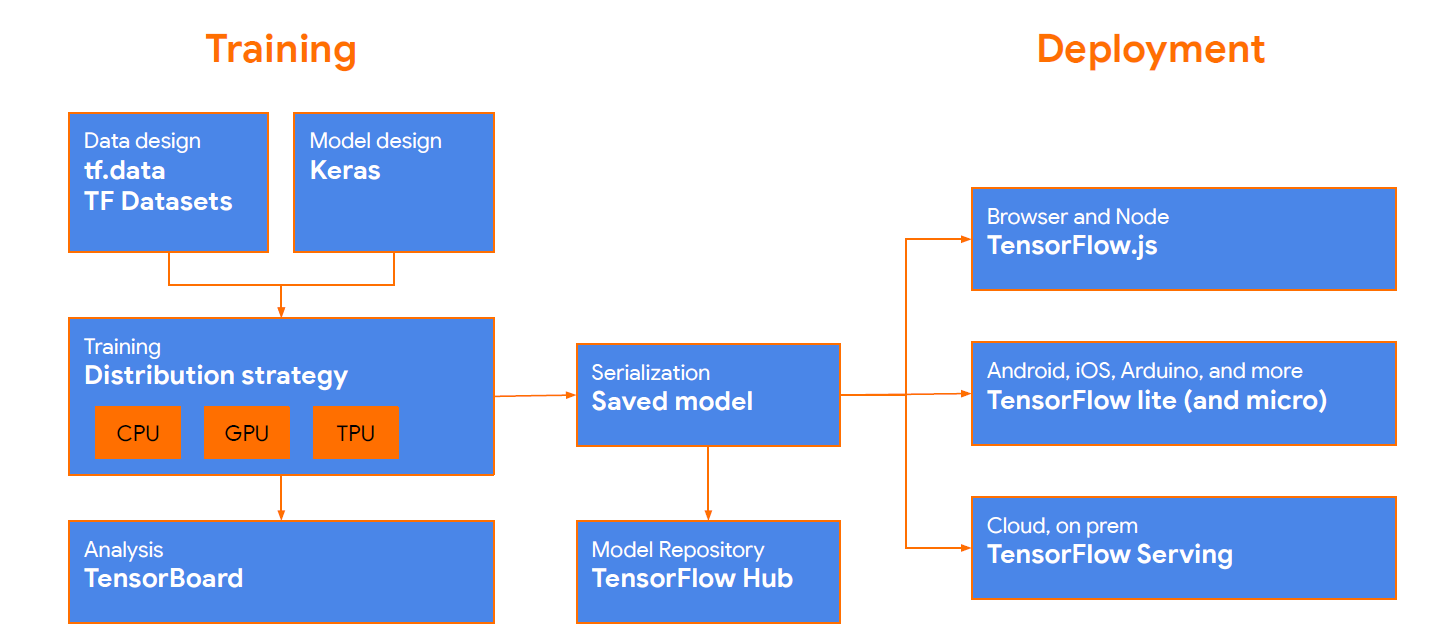 Training
Deployment
Data design
tf.data
TF Datasets
Model design
Keras
Training
Distribution strategy
CPU
GPU
TPU
Analysis
TensorBoard
Serialization
Saved model
Model Repository
TensorFlow Hub
Browser and Node
TensorFlow.js
Android, iOS, Arduino, and more
TensorFlow lite (and micro)
Cloud, on prem
TensorFlow Serving